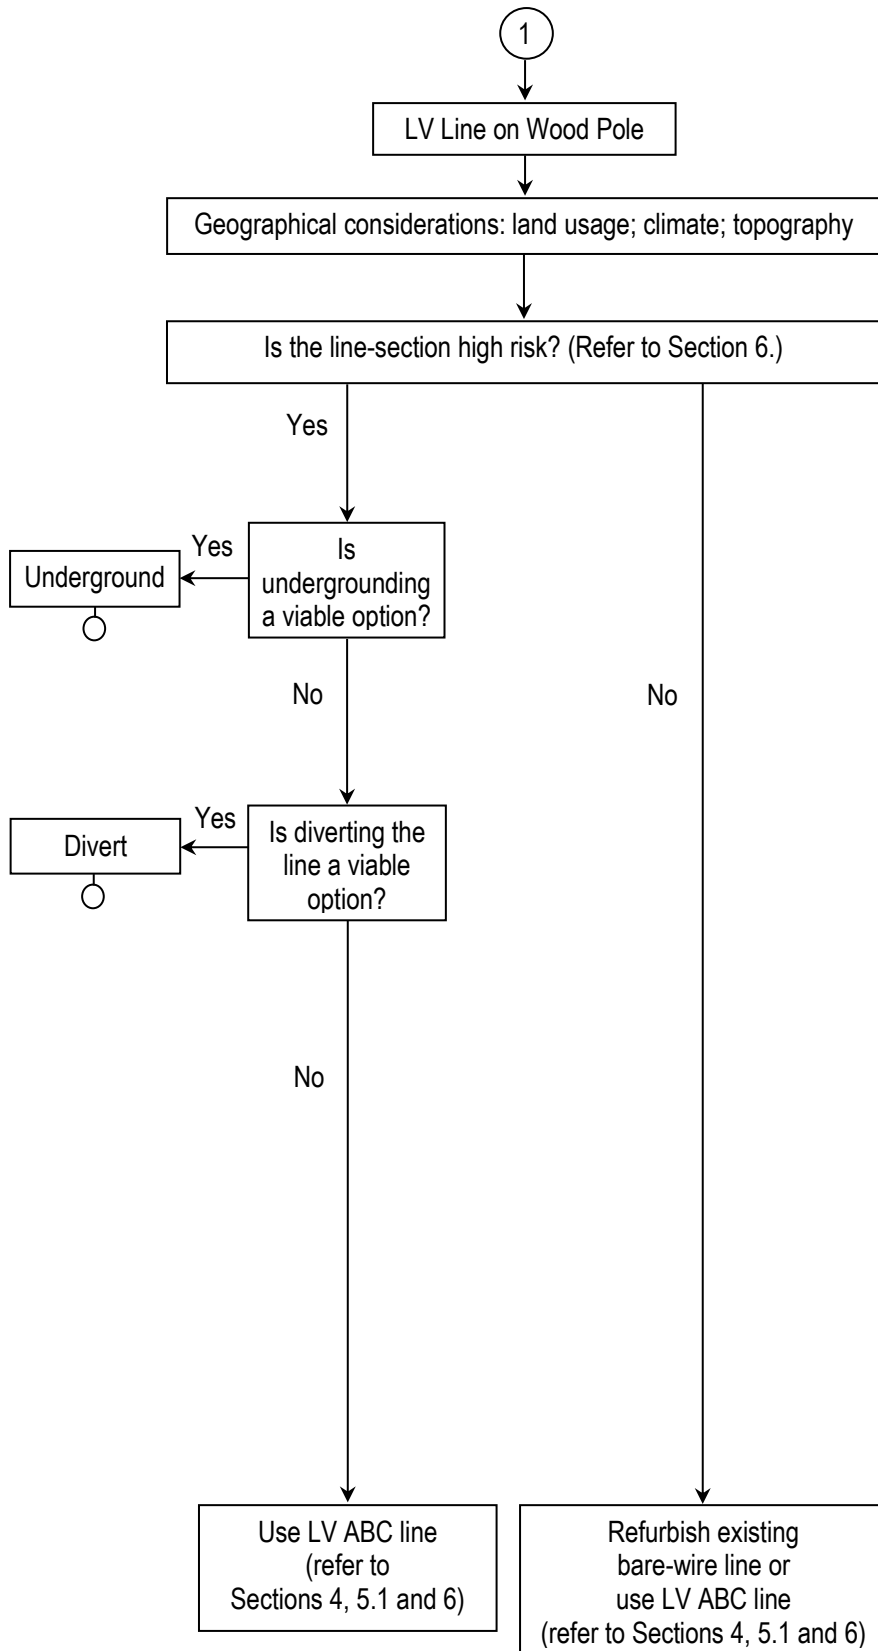 1
LV Line on Wood Pole
Geographical considerations: land usage; climate; topography
Is the line-section high risk? (Refer to Section 6.)
Yes
Yes
Underground
Is
undergrounding
a viable option?
No
No
Yes
Divert
Is diverting the
line a viable
option?
No
Use LV ABC line
(refer to
Sections 4, 5.1 and 6)
Refurbish existing
bare-wire line or
use LV ABC line
(refer to Sections 4, 5.1 and 6)